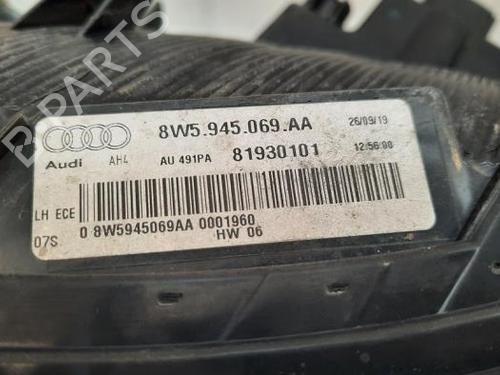 8W5.945.069.AA 26/09/19
Audi AH4 AU 491PA 81930101 12:56:00
LH ECE
07S 0 8W5945069AA 0001960
HW 06
B-PARTS